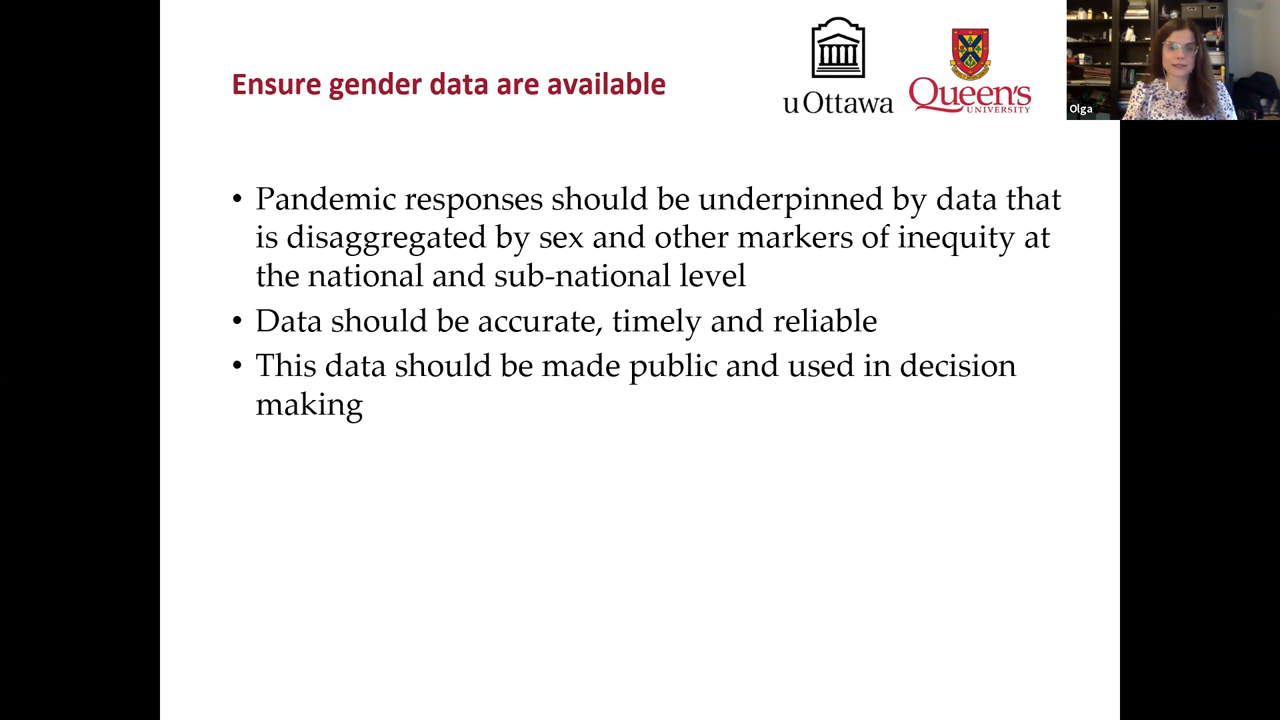 Ensure gender data are available
uOttawa
Queen's
UNIVERSITY
Olga
• Pandemic responses should be underpinned by data that
is disaggregated by sex and other markers of inequity at
the national and sub-national level
• Data should be accurate, timely and reliable
• This data should be made public and used in decision
making